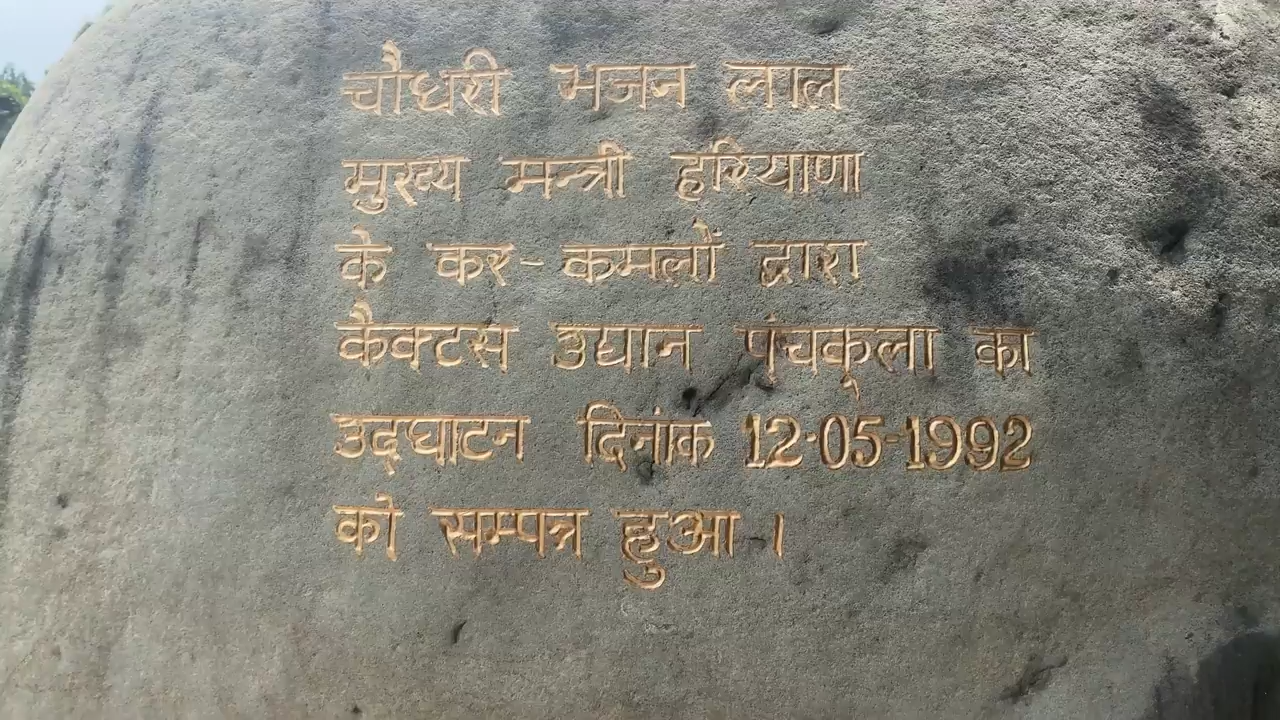 चौधरी भजन लाल
मुख्य मन्त्री हरियाणा
के कर-कमलों द्वारा
कैक्टस उद्यान पंचकूला का
उद्‌घाटन दिनांक 12-05-1992
को सम्पन्न हुआ ।